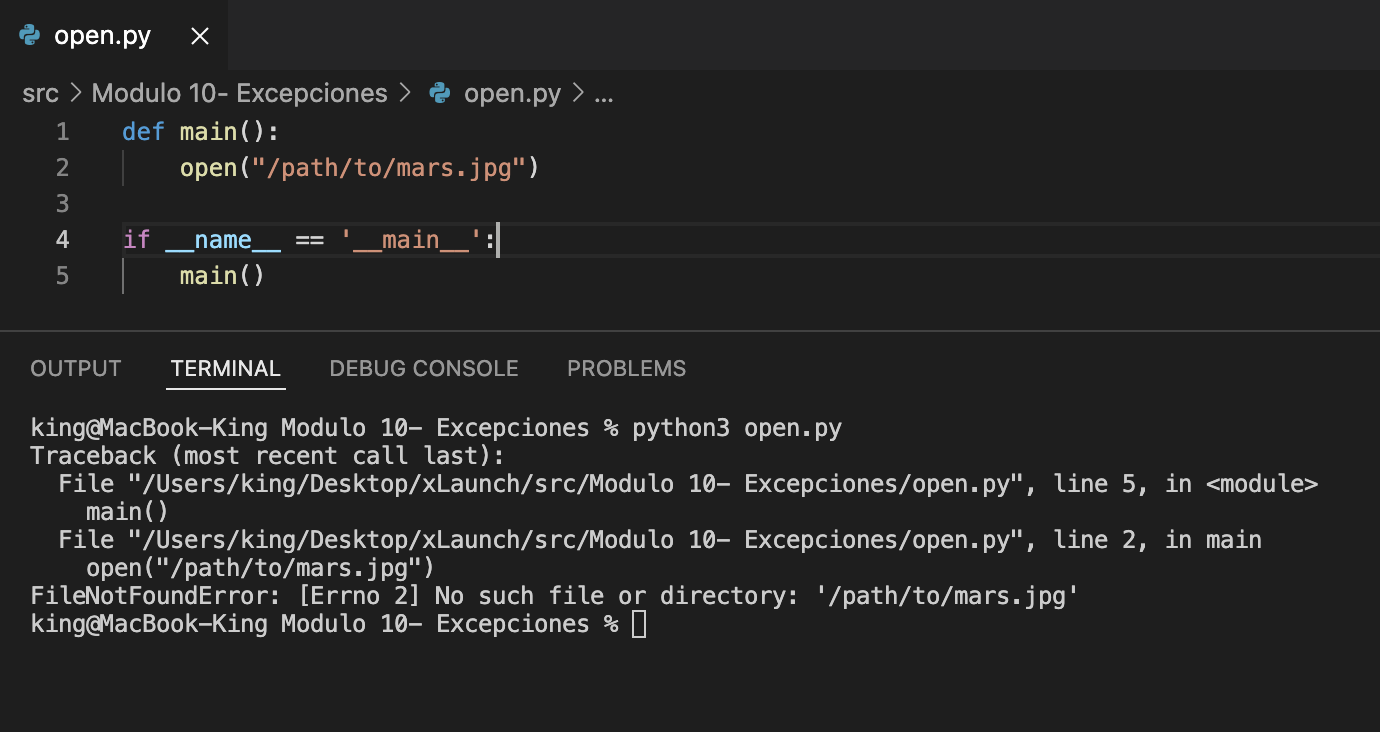 open.py
src > Modulo 10- Excepciones > open.py > ...
1 def main():
2     open("/path/to/mars.jpg")
3
4 if __name__ == '__main__':
5     main()
OUTPUT TERMINAL DEBUG CONSOLE PROBLEMS
king@MacBook-King Modulo 10- Excepciones % python3 open.py
Traceback (most recent call last):
  File "/Users/king/Desktop/xLaunch/src/Modulo 10- Excepciones/open.py", line 5, in <module>
    main()
  File "/Users/king/Desktop/xLaunch/src/Modulo 10- Excepciones/open.py", line 2, in main
    open("/path/to/mars.jpg")
FileNotFoundError: [Errno 2] No such file or directory: '/path/to/mars.jpg'
king@MacBook-King Modulo 10- Excepciones %